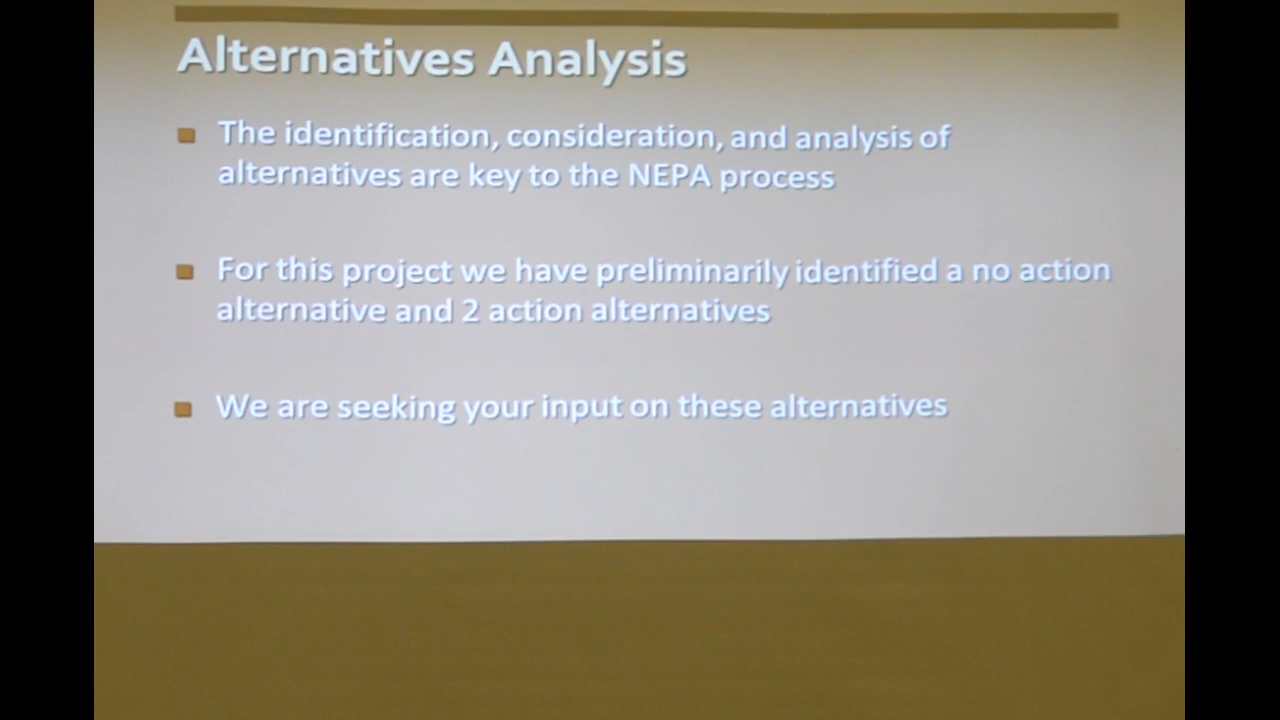 Alternatives Analysis
The identification, consideration, and analysis of
alternatives are key to the NEPA process
For this project we have preliminarily identified a no action
alternative and 2 action alternatives
We are seeking your input on these alternatives